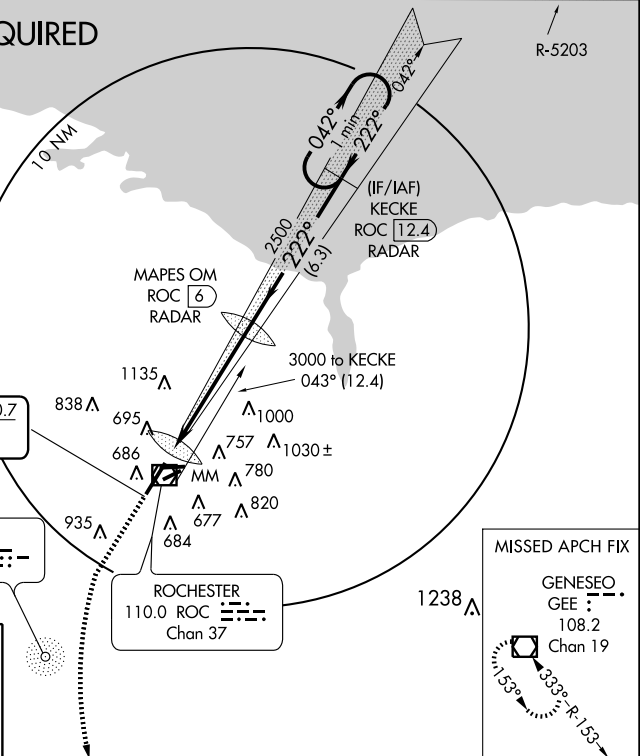 QUIRED
R-5203
10 NM
042°
1 min
222°
042°
(IF/IAF)
KECKE
ROC 12.4
RADAR
2500
222°
(6.3)
MAPES OM
ROC 6
RADAR
3000 to KECKE
043° (12.4)
1135
838
695
1000
0.7
757
1030 ±
686
MM
780
820
677
935
684
ROCHESTER
110.0 ROC
Chan 37
1238
MISSED APCH FIX
GENESEO
GEE
108.2
Chan 19
153°
333°
R-153